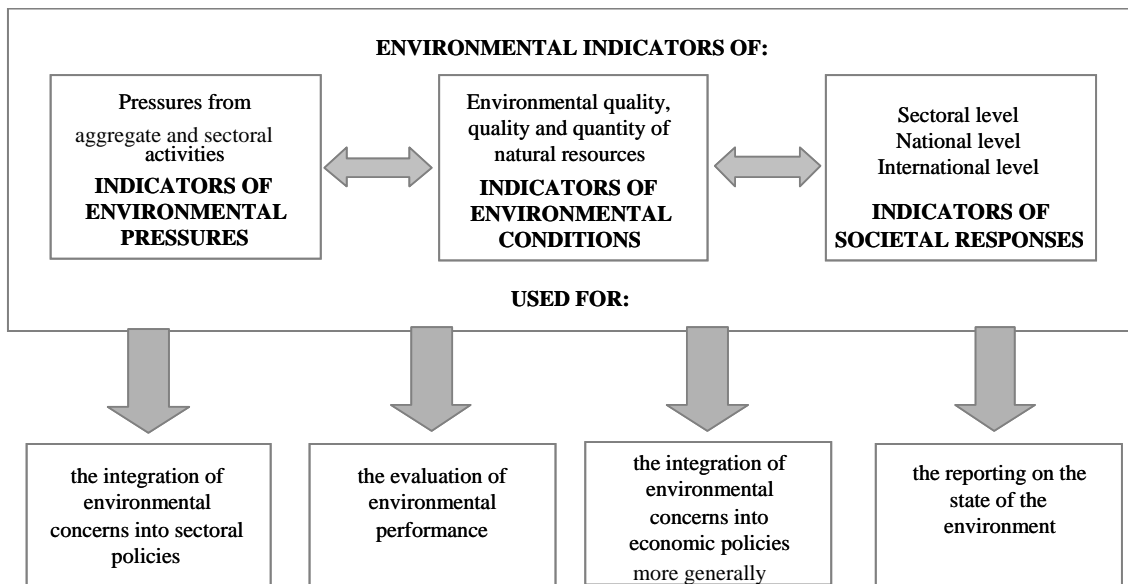 ENVIRONMENTAL INDICATORS OF:
Pressures from
aggregate and sectoral
activities
INDICATORS OF
ENVIRONMENTAL
PRESSURES
Environmental quality,
quality and quantity of
natural resources
INDICATORS OF
ENVIRONMENTAL
CONDITIONS
Sectoral level
National level
International level
INDICATORS OF
SOCIETAL RESPONSES
USED FOR:
the integration of
environmental
concerns into sectoral
policies
the evaluation of
environmental
performance
the integration of
environmental
concerns into
economic policies
more generally
the reporting on the
state of the
environment